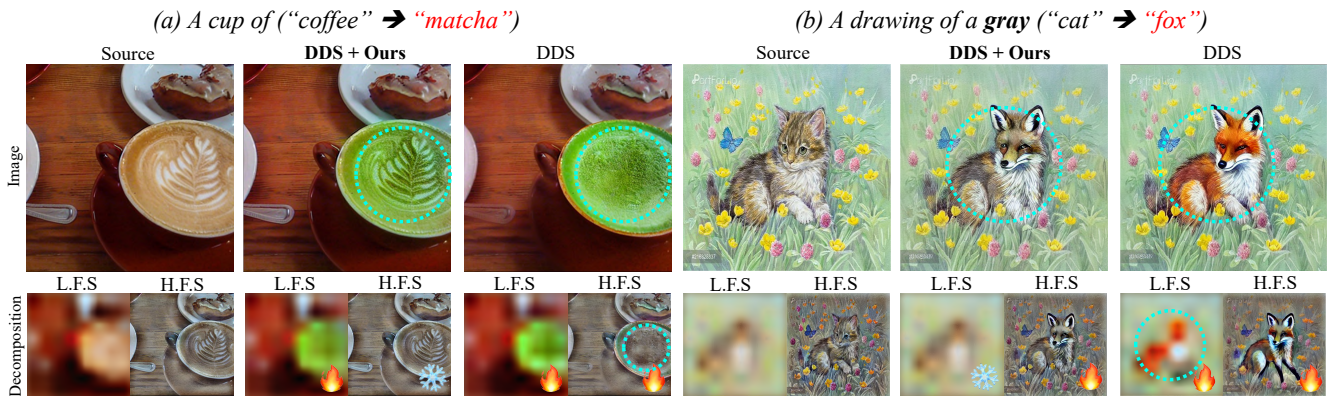 (a) A cup of (“coffee” ➔ “matcha”)
(b) A drawing of a gray (“cat” ➔ “fox”)
Source
DDS + Ours
DDS
Source
DDS + Ours
DDS
Image
L.F.S
H.F.S
L.F.S
H.F.S
L.F.S
H.F.S
L.F.S
H.F.S
L.F.S
H.F.S
L.F.S
H.F.S
Decomposition